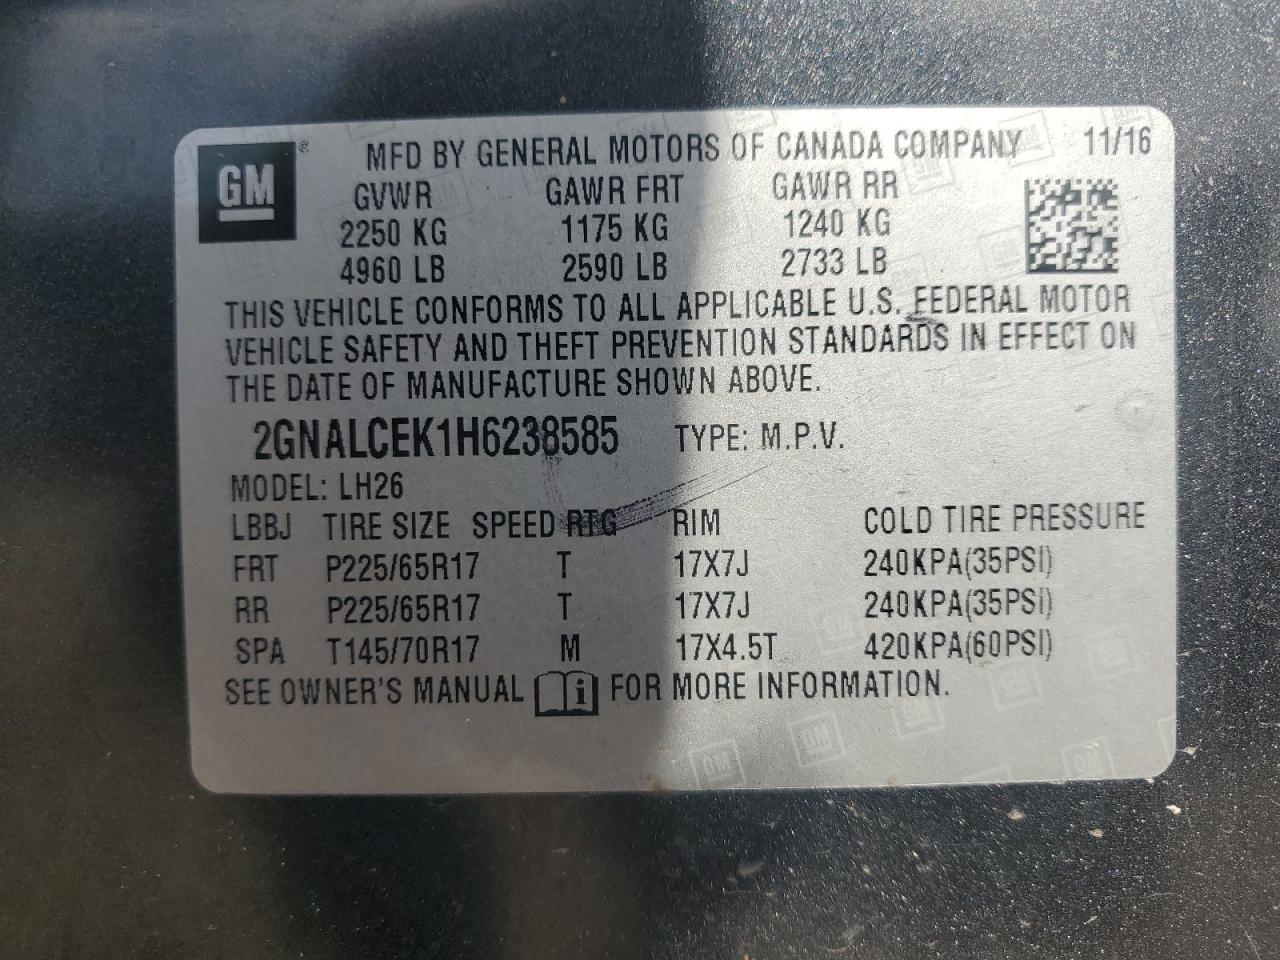 GM ® MFD BY GENERAL MOTORS OF CANADA COMPANY 11/16
GVWR GAWR FRT GAWR RR
2250 KG 1175 KG 1240 KG
4960 LB 2590 LB 2733 LB
THIS VEHICLE CONFORMS TO ALL APPLICABLE U.S. FEDERAL MOTOR
VEHICLE SAFETY AND THEFT PREVENTION STANDARDS IN EFFECT ON
THE DATE OF MANUFACTURE SHOWN ABOVE.
2GNALCEK1H6238585 TYPE: M.P.V.
MODEL: LH26
LBBJ TIRE SIZE SPEED RTG RIM COLD TIRE PRESSURE
FRT P225/65R17 T 17X7J 240KPA(35PSI)
RR P225/65R17 T 17X7J 240KPA(35PSI)
SPA T145/70R17 M 17X4.5T 420KPA(60PSI)
SEE OWNER'S MANUAL i FOR MORE INFORMATION.